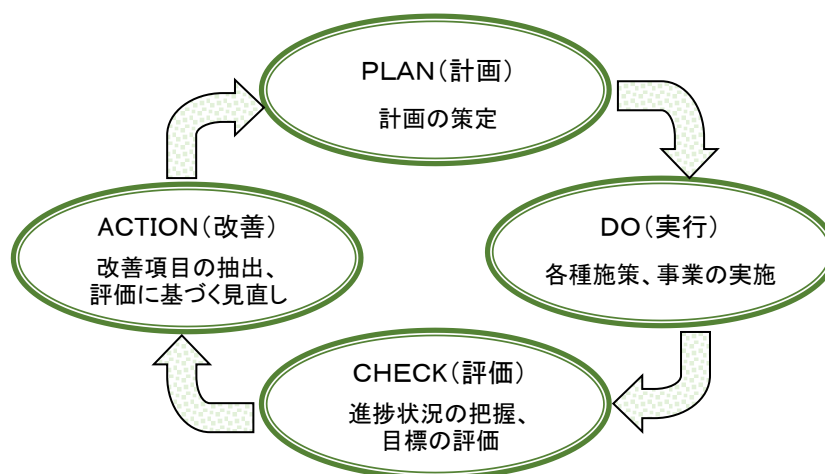 PLAN（計画）
計画の策定
DO（実行）
各種施策、事業の実施
CHECK（評価）
進捗状況の把握、
目標の評価
ACTION（改善）
改善項目の抽出、
評価に基づく見直し